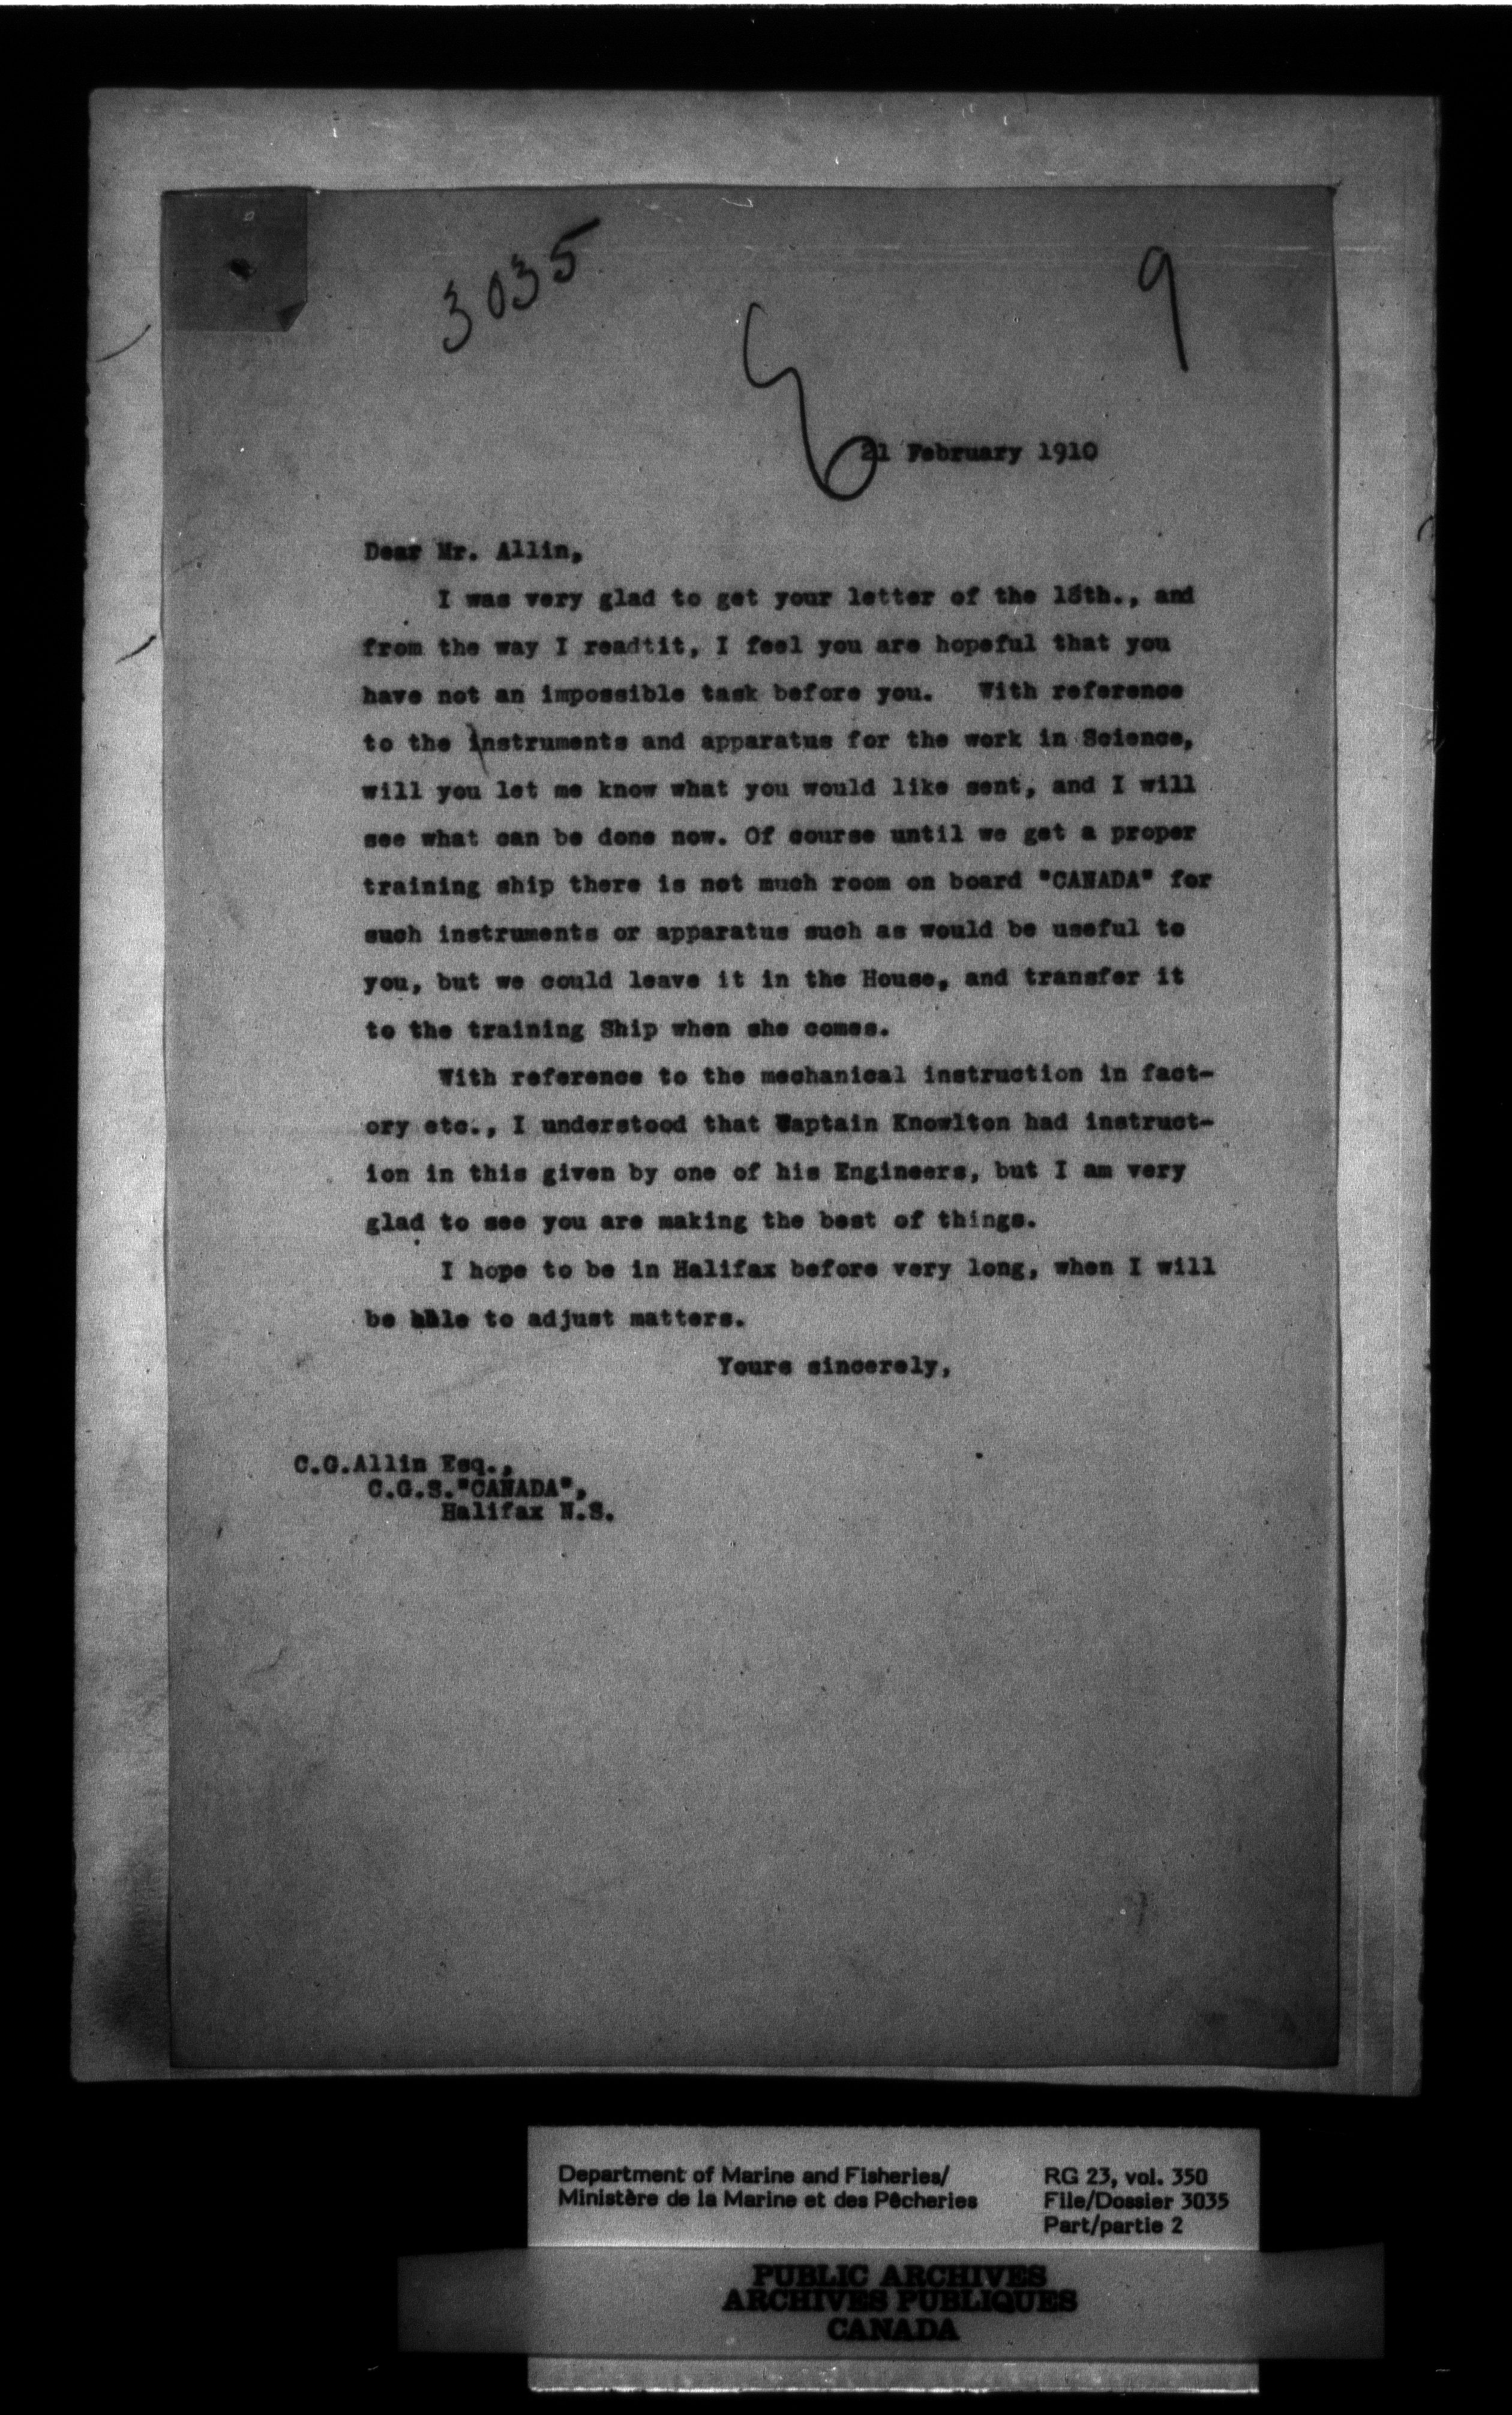 3035
9
21 February 1910
Dear Mr. Allin,
I was very glad to get your letter of the 18th., and
from the way I readtit, I feel you are hopeful that you
have not an impossible task before you. With reference
to the instruments and apparatus for the work in Science,
will you let me know what you would like sent, and I will
see what can be done now. Of course until we get a proper
training ship there is not much room on board "CANADA" for
such instruments or apparatus such as would be useful to
you, but we could leave it in the House, and transfer it
to the training Ship when she comes.
With reference to the mechanical instruction in fact-
ory etc., I understood that Captain Knowlton had instruct-
ion in this given by one of his Engineers, but I am very
glad to see you are making the best of things.
I hope to be in Halifax before very long, when I will
be able to adjust matters.
Yours sincerely,
C.G.Allin Esq.,
C.G.S."CANADA",
Halifax N.S.
Department of Marine and Fisheries/
Ministère de la Marine et des Pêcheries
RG 23, vol. 350
File/Dossier 3035
Part/partie 2
PUBLIC ARCHIVES
ARCHIVES PUBLIQUES
CANADA